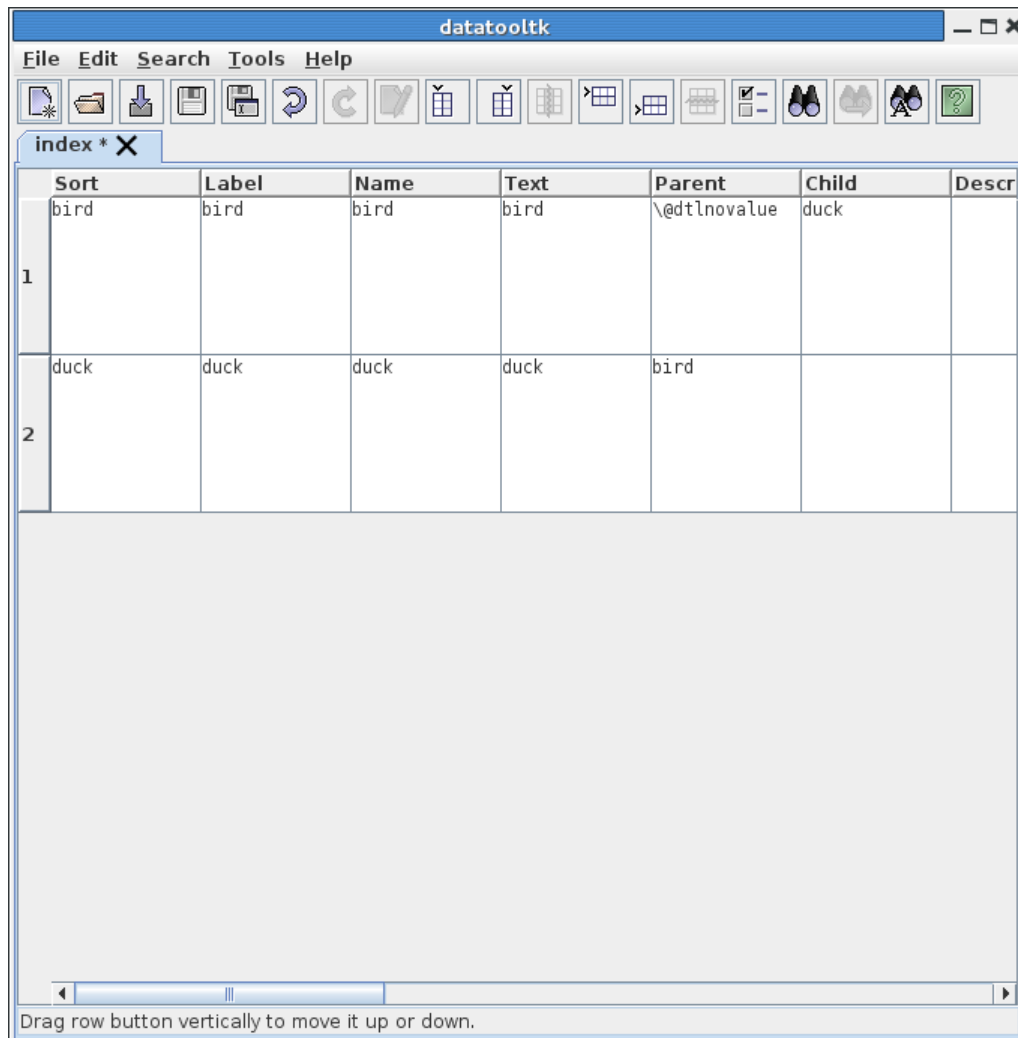 datatooltk
File Edit Search Tools Help
index *
Sort Label Name Text Parent Child Descr
1 bird bird bird bird \@dtlnovalue duck
2 duck duck duck duck bird
Drag row button vertically to move it up or down.